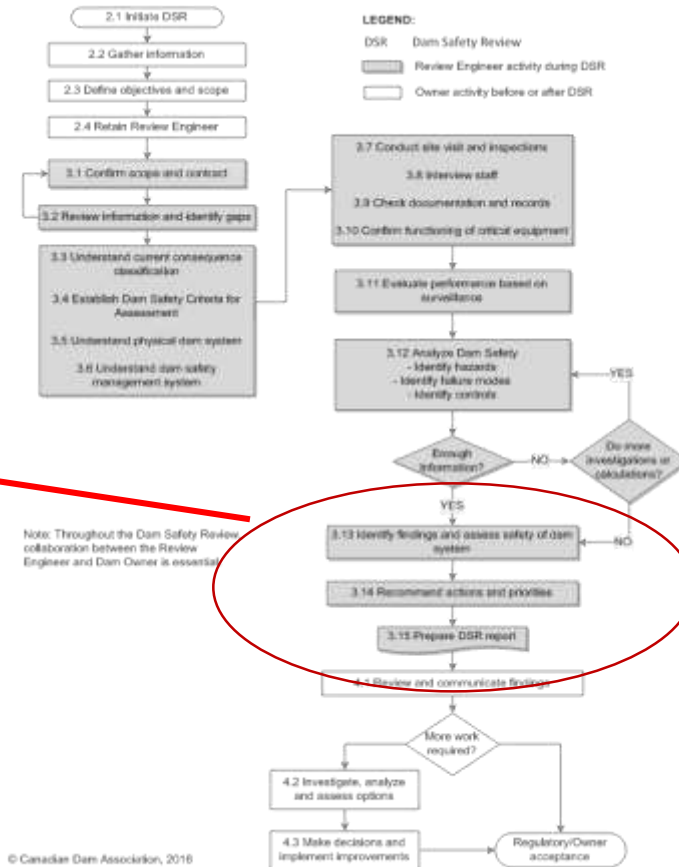 2.1 Initiate DSR
2.2 Gather information
2.3 Define objectives and scope
2.4 Retain Review Engineer
3.1 Confirm scope and contract
3.2 Review information and identify gaps
3.3 Understand current consequence
classification
3.4 Establish Dam Safety Criteria for
Assessment
3.5 Understand physical dam system
3.6 Understand dam safety
management system
LEGEND:
DSR Dam Safety Review
Review Engineer activity during DSR
Owner activity before or after DSR
3.7 Conduct site visit and inspections
3.8 Interview staff
3.9 Check documentation and records
3.10 Confirm functioning of critical equipment
3.11 Evaluate performance based on
surveillance
3.12 Analyze Dam Safety
- Identify hazards
- Identify failure modes
- Identify controls
YES
Enough
Information?
NO
Do more
investigations or
calculations?
YES
NO
Note: Throughout the Dam Safety Review,
collaboration between the Review
Engineer and Dam Owner is essential.
3.13 Identify findings and assess safety of dam
system
3.14 Recommend actions and priorities
3.15 Prepare DSR report
4.1 Review and communicate findings
More work
required?
4.2 Investigate, analyze
and assess options
4.3 Make decisions and
implement improvements
Regulatory/Owner
acceptance
© Canadian Dam Association, 2016